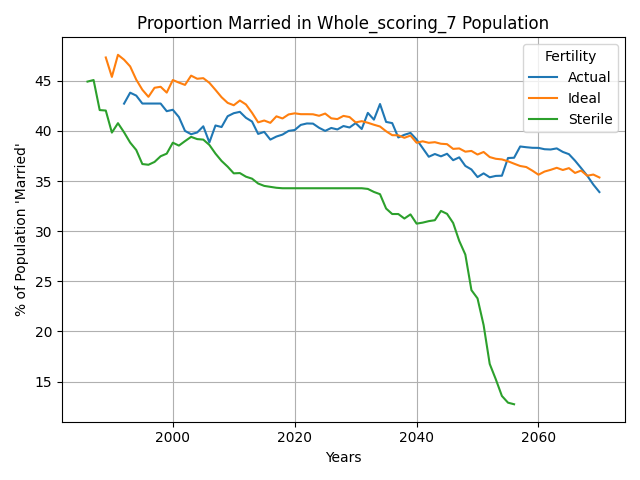 Proportion Married in Whole_scoring_7 Population
% of Population 'Married'
45
40
35
30
25
20
15
Fertility
Actual
Ideal
Sterile
2000
2020
2040
2060
Years